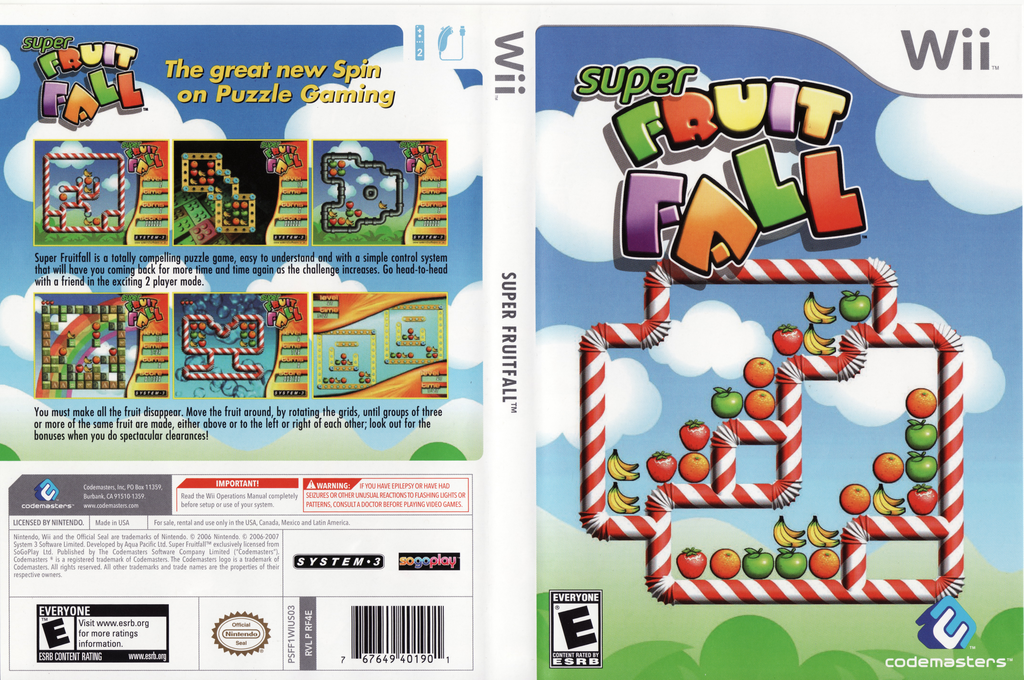 super
FRUIT
FALL
The great new Spin
on Puzzle Gaming
2
Super Fruitfall is a totally compelling puzzle game, easy to understand and with a simple control system
that will have you coming back for more time and time again as the challenge increases. Go head-to-head
with a friend in the exciting 2 player mode.
You must make all the fruit disappear. Move the fruit around, by rotating the grids, until groups of three
or more of the same fruit are made, either above or to the left or right of each other; look out for the
bonuses when you do spectacular clearances!
codemasters™
Codemasters, Inc, PO Box 11359,
Burbank, CA 91510-1359.
www.codemasters.com
IMPORTANT!
Read the Wii Operations Manual completely
before setup or use of your system.
WARNING: IF YOU HAVE EPILEPSY OR HAVE HAD
SEIZURES OR OTHER UNUSUAL REACTIONS TO FLASHING LIGHTS OR
PATTERNS, CONSULT A DOCTOR BEFORE PLAYING VIDEO GAMES.
LICENSED BY NINTENDO. Made in USA For sale, rental and use only in the USA, Canada, Mexico and Latin America.
Nintendo, Wii and the Official Seal are trademarks of Nintendo. © 2006 Nintendo. © 2006-2007
System 3 Software Limited. Developed by Aqua Pacific Ltd. Super Fruitfall™ exclusively licensed from
SoGoPlay Ltd. Published by The Codemasters Software Company Limited ("Codemasters").
Codemasters ® is a registered trademark of Codemasters. The Codemasters logo is a trademark of
Codemasters. All rights reserved. All other trademarks and trade names are the properties of their
respective owners.
SYSTEM·3
sogoplay
EVERYONE
E
Visit www.esrb.org
for more ratings
information.
ESRB CONTENT RATING www.esrb.org
Official
Nintendo
Seal
PSFF1WIUS03
RVL P RF4E
7 67649 40190 1
Wii™
SUPER FRUITFALL™
Wii™
super
FRUIT
FALL™
EVERYONE
E
CONTENT RATED BY
ESRB
codemasters™